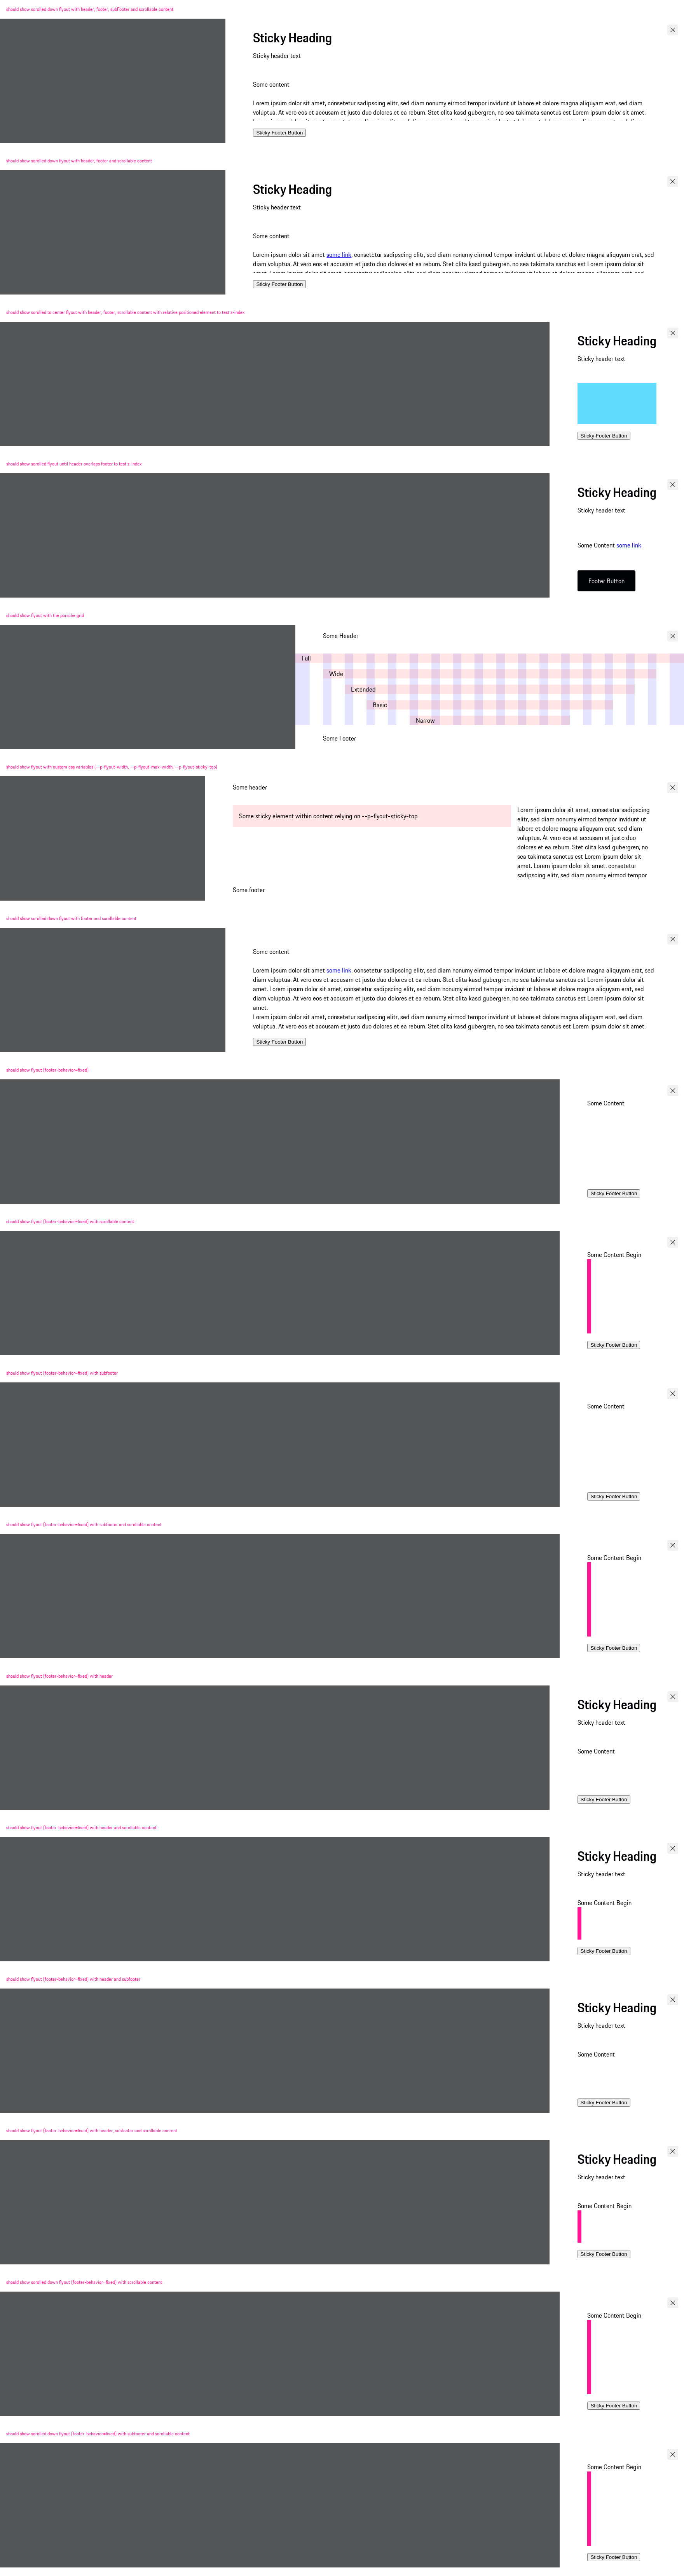 should show scrolled down flyout with header, footer, subFooter and scrollable content
Sticky Heading
Sticky header text
Some content
Lorem ipsum dolor sit amet, consetetur sadipscing elitr, sed diam nonumy eirmod tempor invidunt ut labore et dolore magna aliquyam erat, sed diam
voluptua. At vero eos et accusam et justo duo dolores et ea rebum. Stet clita kasd gubergren, no sea takimata sanctus est Lorem ipsum dolor sit amet.
Sticky Footer Button
should show scrolled down flyout with header, footer and scrollable content
Sticky Heading
Sticky header text
Some content
Lorem ipsum dolor sit amet some link, consetetur sadipscing elitr, sed diam nonumy eirmod tempor invidunt ut labore et dolore magna aliquyam erat, sed
diam voluptua. At vero eos et accusam et justo duo dolores et ea rebum. Stet clita kasd gubergren, no sea takimata sanctus est Lorem ipsum dolor sit
Sticky Footer Button
should show scrolled to center flyout with header, footer, scrollable content with relative positioned element to test z-index
Sticky Heading
Sticky header text
Sticky Footer Button
should show scrolled flyout until header overlaps footer to test z-index
Sticky Heading
Sticky header text
Some Content some link
Footer Button
should show flyout with the porsche grid
Some Header
Full
Wide
Extended
Basic
Narrow
Some Footer
should show flyout with custom css variables (--p-flyout-width, --p-flyout-max-width, --p-flyout-sticky-top)
Some header
Some sticky element within content relying on --p-flyout-sticky-top
Lorem ipsum dolor sit amet, consetetur sadipscing
elitr, sed diam nonumy eirmod tempor invidunt ut
labore et dolore magna aliquyam erat, sed diam
voluptua. At vero eos et accusam et justo duo
dolores et ea rebum. Stet clita kasd gubergren, no
sea takimata sanctus est Lorem ipsum dolor sit
amet. Lorem ipsum dolor sit amet, consetetur
sadipscing elitr, sed diam nonumy eirmod tempor
Some footer
should show scrolled down flyout with footer and scrollable content
Some content
Lorem ipsum dolor sit amet some link, consetetur sadipscing elitr, sed diam nonumy eirmod tempor invidunt ut labore et dolore magna aliquyam erat, sed
diam voluptua. At vero eos et accusam et justo duo dolores et ea rebum. Stet clita kasd gubergren, no sea takimata sanctus est Lorem ipsum dolor sit
amet. Lorem ipsum dolor sit amet, consetetur sadipscing elitr, sed diam nonumy eirmod tempor invidunt ut labore et dolore magna aliquyam erat, sed
diam voluptua. At vero eos et accusam et justo duo dolores et ea rebum. Stet clita kasd gubergren, no sea takimata sanctus est Lorem ipsum dolor sit
amet.
Lorem ipsum dolor sit amet, consetetur sadipscing elitr, sed diam nonumy eirmod tempor invidunt ut labore et dolore magna aliquyam erat, sed diam
voluptua. At vero eos et accusam et justo duo dolores et ea rebum. Stet clita kasd gubergren, no sea takimata sanctus est Lorem ipsum dolor sit amet.
Sticky Footer Button
should show flyout (footer-behavior=fixed)
Some Content
Sticky Footer Button
should show flyout (footer-behavior=fixed) with scrollable content
Some Content Begin
Sticky Footer Button
should show flyout (footer-behavior=fixed) with subfooter
Some Content
Sticky Footer Button
should show flyout (footer-behavior=fixed) with subfooter and scrollable content
Some Content Begin
Sticky Footer Button
should show flyout (footer-behavior=fixed) with header
Sticky Heading
Sticky header text
Some Content
Sticky Footer Button
should show flyout (footer-behavior=fixed) with header and scrollable content
Sticky Heading
Sticky header text
Some Content Begin
Sticky Footer Button
should show flyout (footer-behavior=fixed) with header and subfooter
Sticky Heading
Sticky header text
Some Content
Sticky Footer Button
should show flyout (footer-behavior=fixed) with header, subfooter and scrollable content
Sticky Heading
Sticky header text
Some Content Begin
Sticky Footer Button
should show scrolled down flyout (footer-behavior=fixed) with scrollable content
Some Content Begin
Sticky Footer Button
should show scrolled down flyout (footer-behavior=fixed) with subfooter and scrollable content
Some Content Begin
Sticky Footer Button